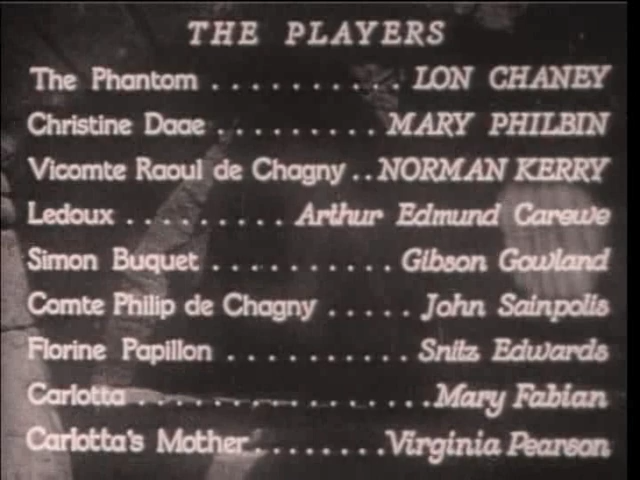 THE PLAYERS
The Phantom . . . . . . . . . . LON CHANEY
Christine Daae . . . . . . . . . MARY PHILBIN
Vicomte Raoul de Chagny . . NORMAN KERRY
Ledoux . . . . . . . . . Arthur Edmund Carewe
Simon Buquet . . . . . . . . . . Gibson Gowland
Comte Philip de Chagny . . . . . John Sainpolis
Florine Papillon . . . . . . . . . . Snitz Edwards
Carlotta . . . . . . . . . . . . . . . . Mary Fabian
Carlotta's Mother . . . . . . . . Virginia Pearson